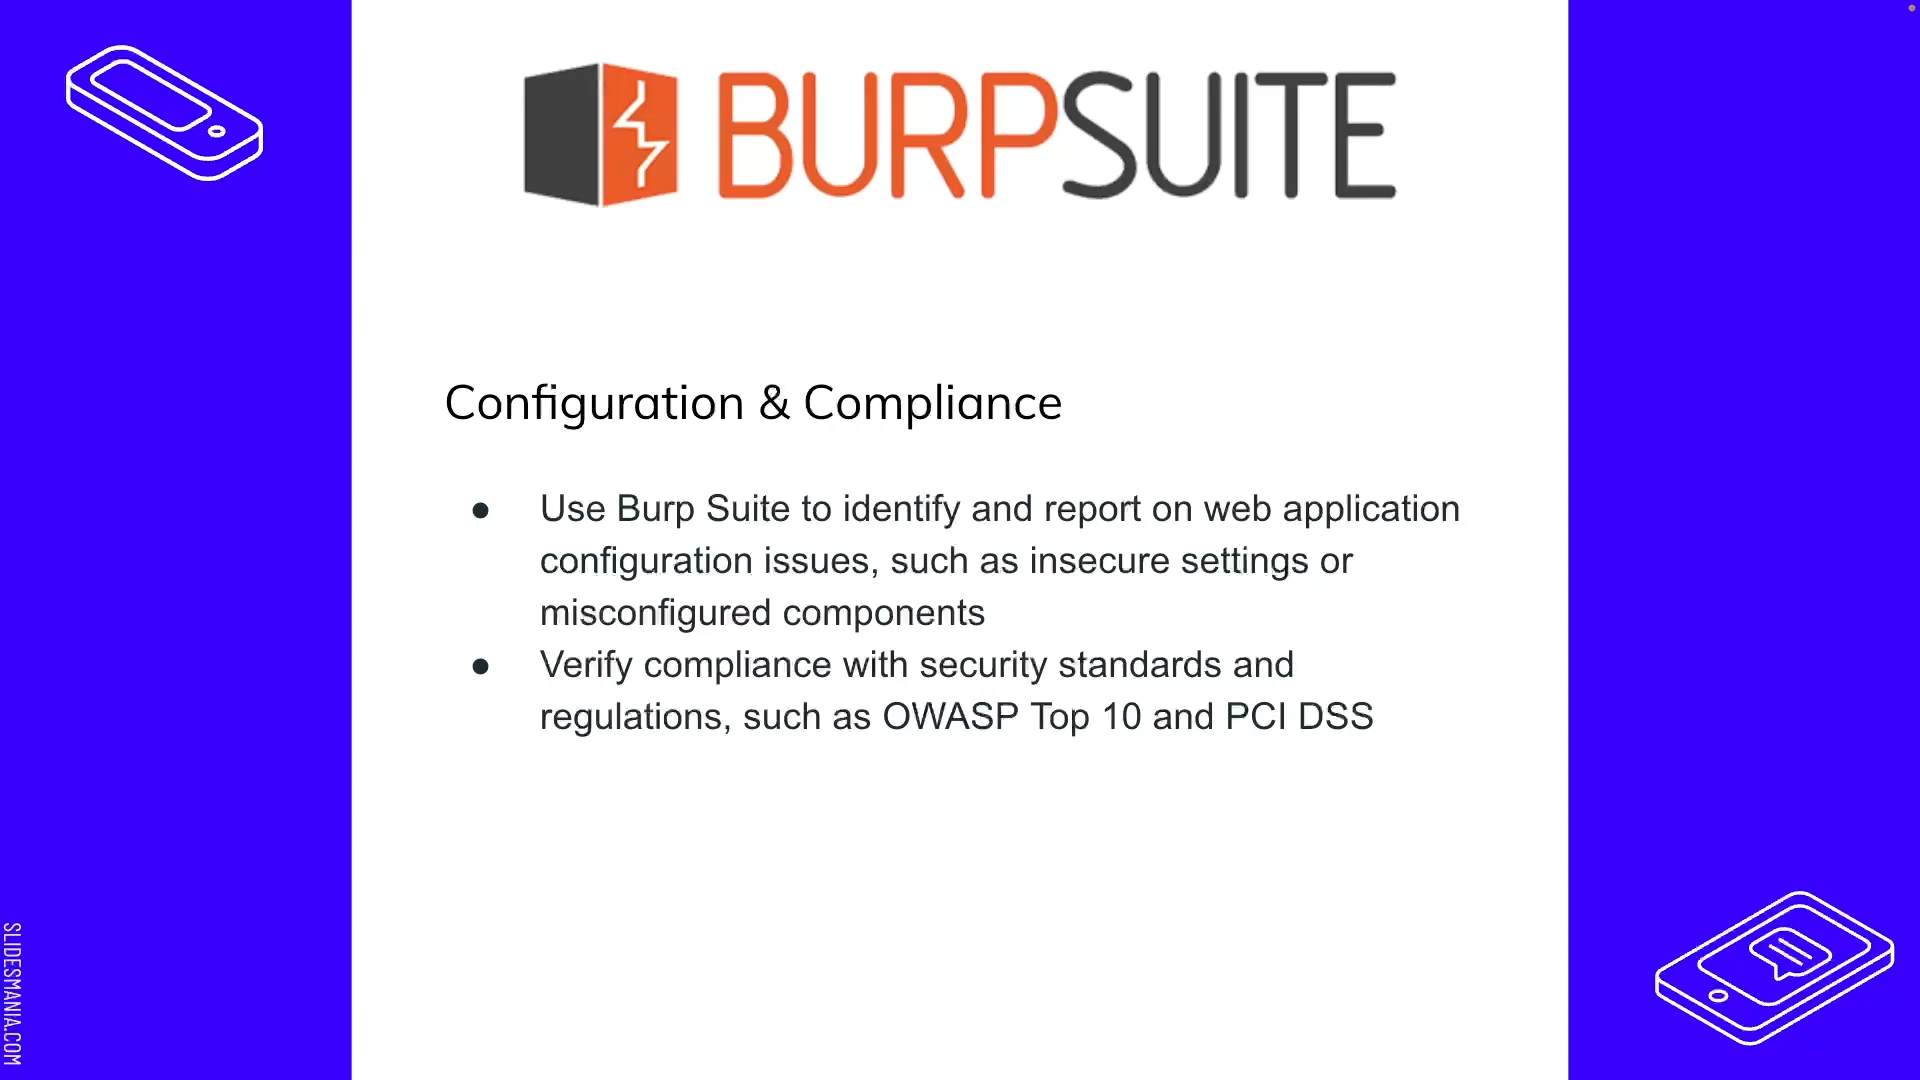 BURPSUITE
Configuration & Compliance
● Use Burp Suite to identify and report on web application
configuration issues, such as insecure settings or
misconfigured components
● Verify compliance with security standards and
regulations, such as OWASP Top 10 and PCI DSS
SLIDESMANIA.COM